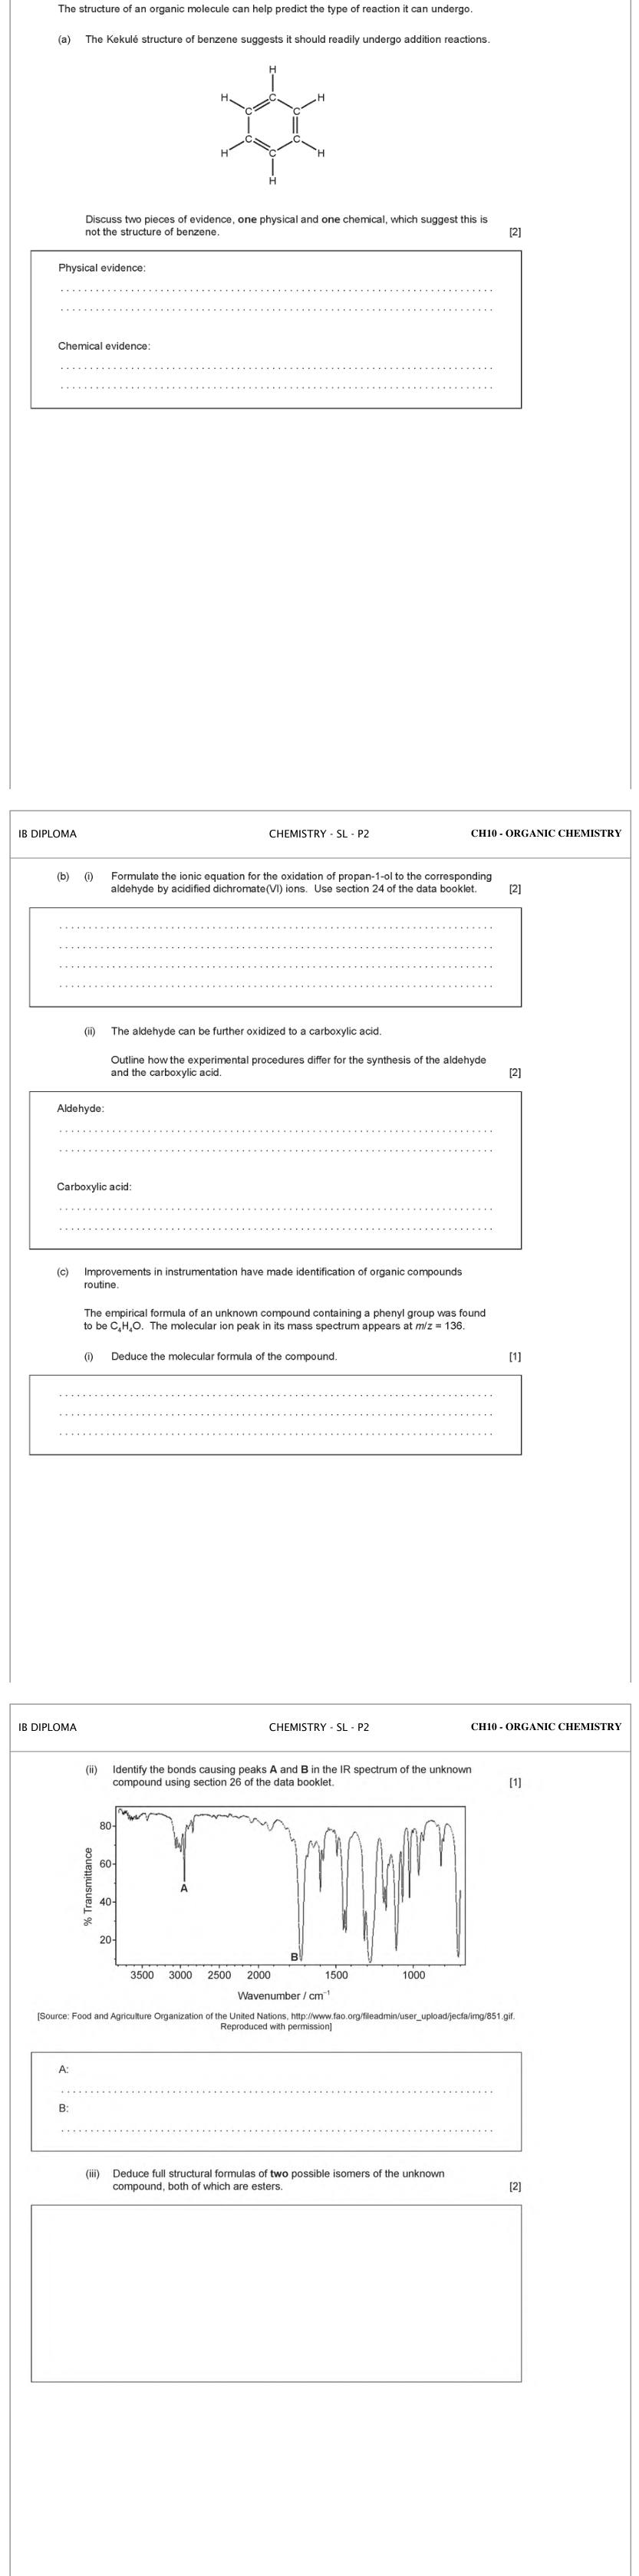 The structure of an organic molecule can help predict the type of reaction it can undergo.
(a) The Kekulé structure of benzene suggests it should readily undergo addition reactions.
H
H C H
C C
C C
H C H
H
Discuss two pieces of evidence, one physical and one chemical, which suggest this is
not the structure of benzene. [2]
Physical evidence:
Chemical evidence:
IB DIPLOMA CHEMISTRY - SL - P2 CH10 - ORGANIC CHEMISTRY
(b) (i) Formulate the ionic equation for the oxidation of propan-1-ol to the corresponding
aldehyde by acidified dichromate(VI) ions. Use section 24 of the data booklet. [2]
(ii) The aldehyde can be further oxidized to a carboxylic acid.
Outline how the experimental procedures differ for the synthesis of the aldehyde
and the carboxylic acid. [2]
Aldehyde:
Carboxylic acid:
(c) Improvements in instrumentation have made identification of organic compounds
routine.
The empirical formula of an unknown compound containing a phenyl group was found
to be C₄H₄O. The molecular ion peak in its mass spectrum appears at m/z = 136.
(i) Deduce the molecular formula of the compound. [1]
IB DIPLOMA CHEMISTRY - SL - P2 CH10 - ORGANIC CHEMISTRY
(ii) Identify the bonds causing peaks A and B in the IR spectrum of the unknown
compound using section 26 of the data booklet. [1]
% Transmittance
80
60
40
20
A
B
3500 3000 2500 2000 1500 1000
Wavenumber / cm⁻¹
[Source: Food and Agriculture Organization of the United Nations, http://www.fao.org/fileadmin/user_upload/jecfa/img/851.gif.
Reproduced with permission]
A:
B:
(iii) Deduce full structural formulas of two possible isomers of the unknown
compound, both of which are esters. [2]